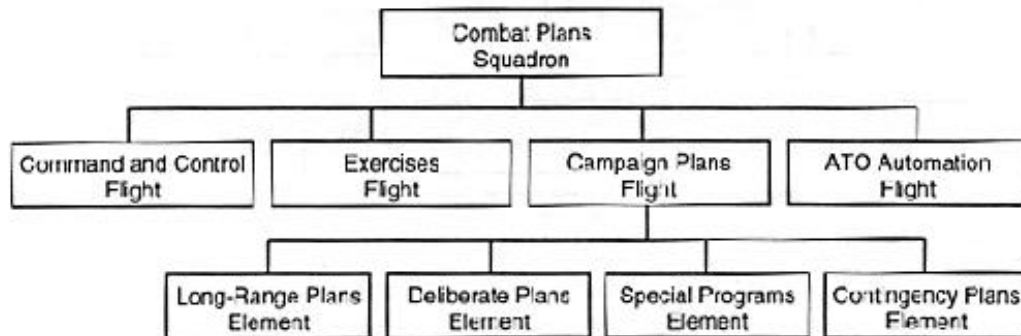 Combat Plans
Squadron
Command and Control
Flight
Exercises
Flight
Campaign Plans
Flight
ATO Automation
Flight
Long-Range Plans
Element
Deliberate Plans
Element
Special Programs
Element
Contingency Plans
Element